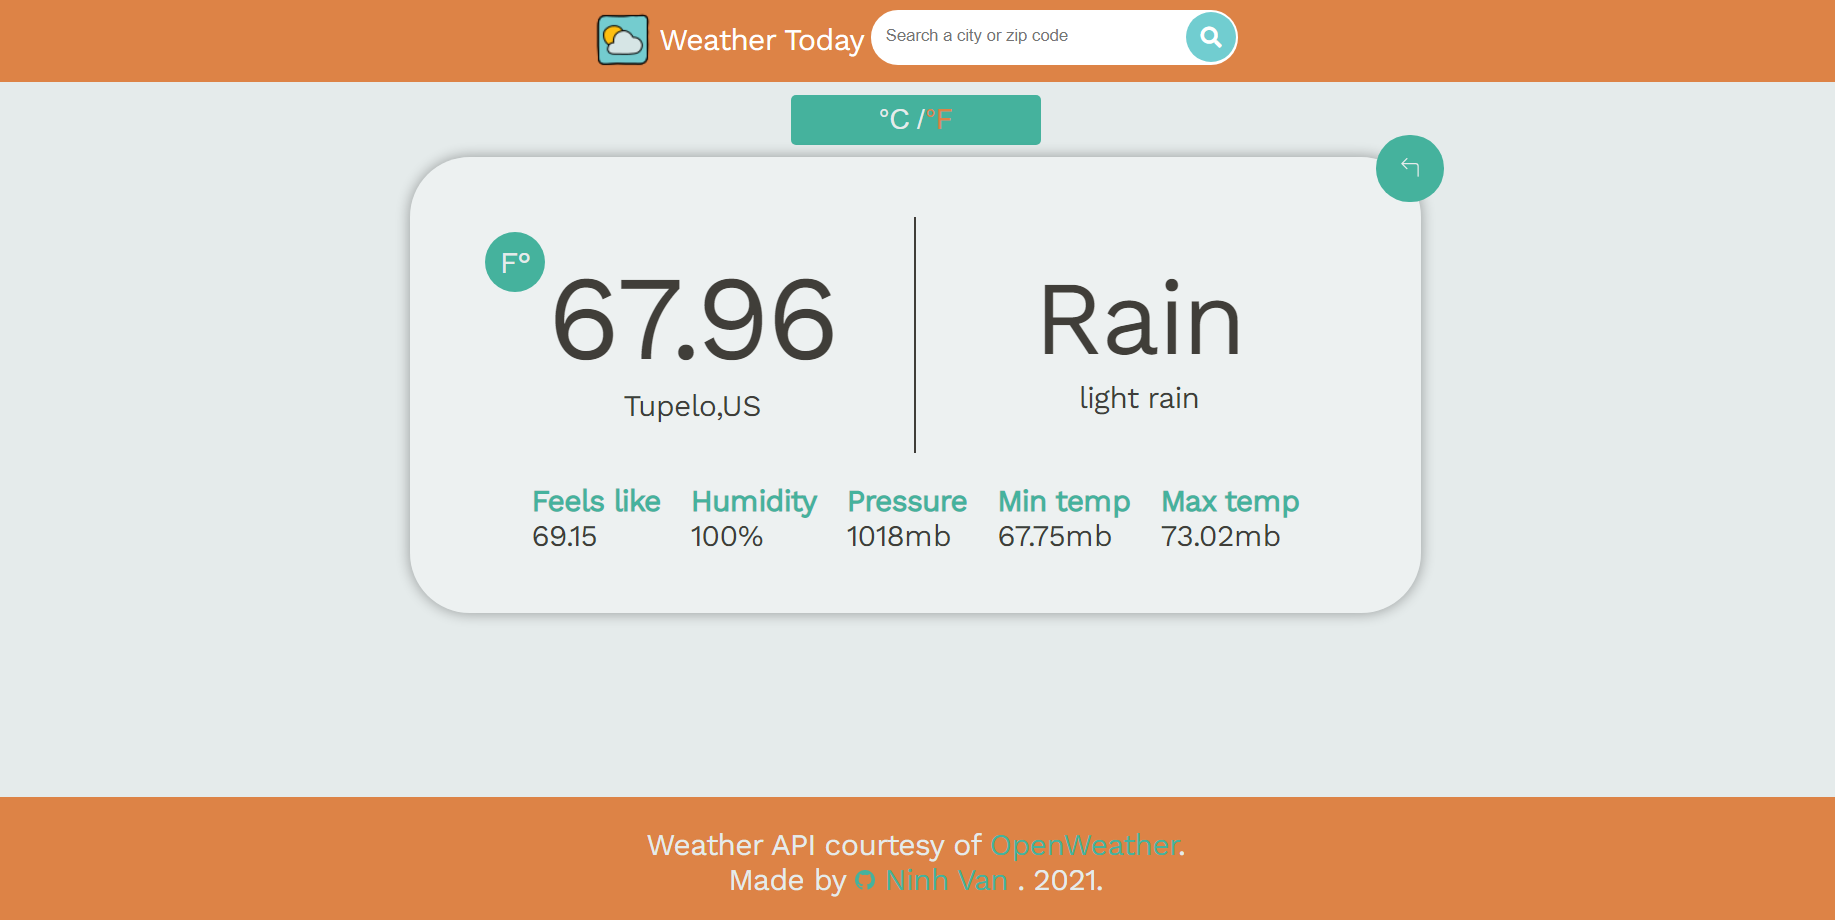 Weather Today
Search a city or zip code
°C /°F
F°
67.96
Tupelo,US
Rain
light rain
Feels like
69.15
Humidity
100%
Pressure
1018mb
Min temp
67.75mb
Max temp
73.02mb
Weather API courtesy of OpenWeather.
Made by Ninh Van . 2021.